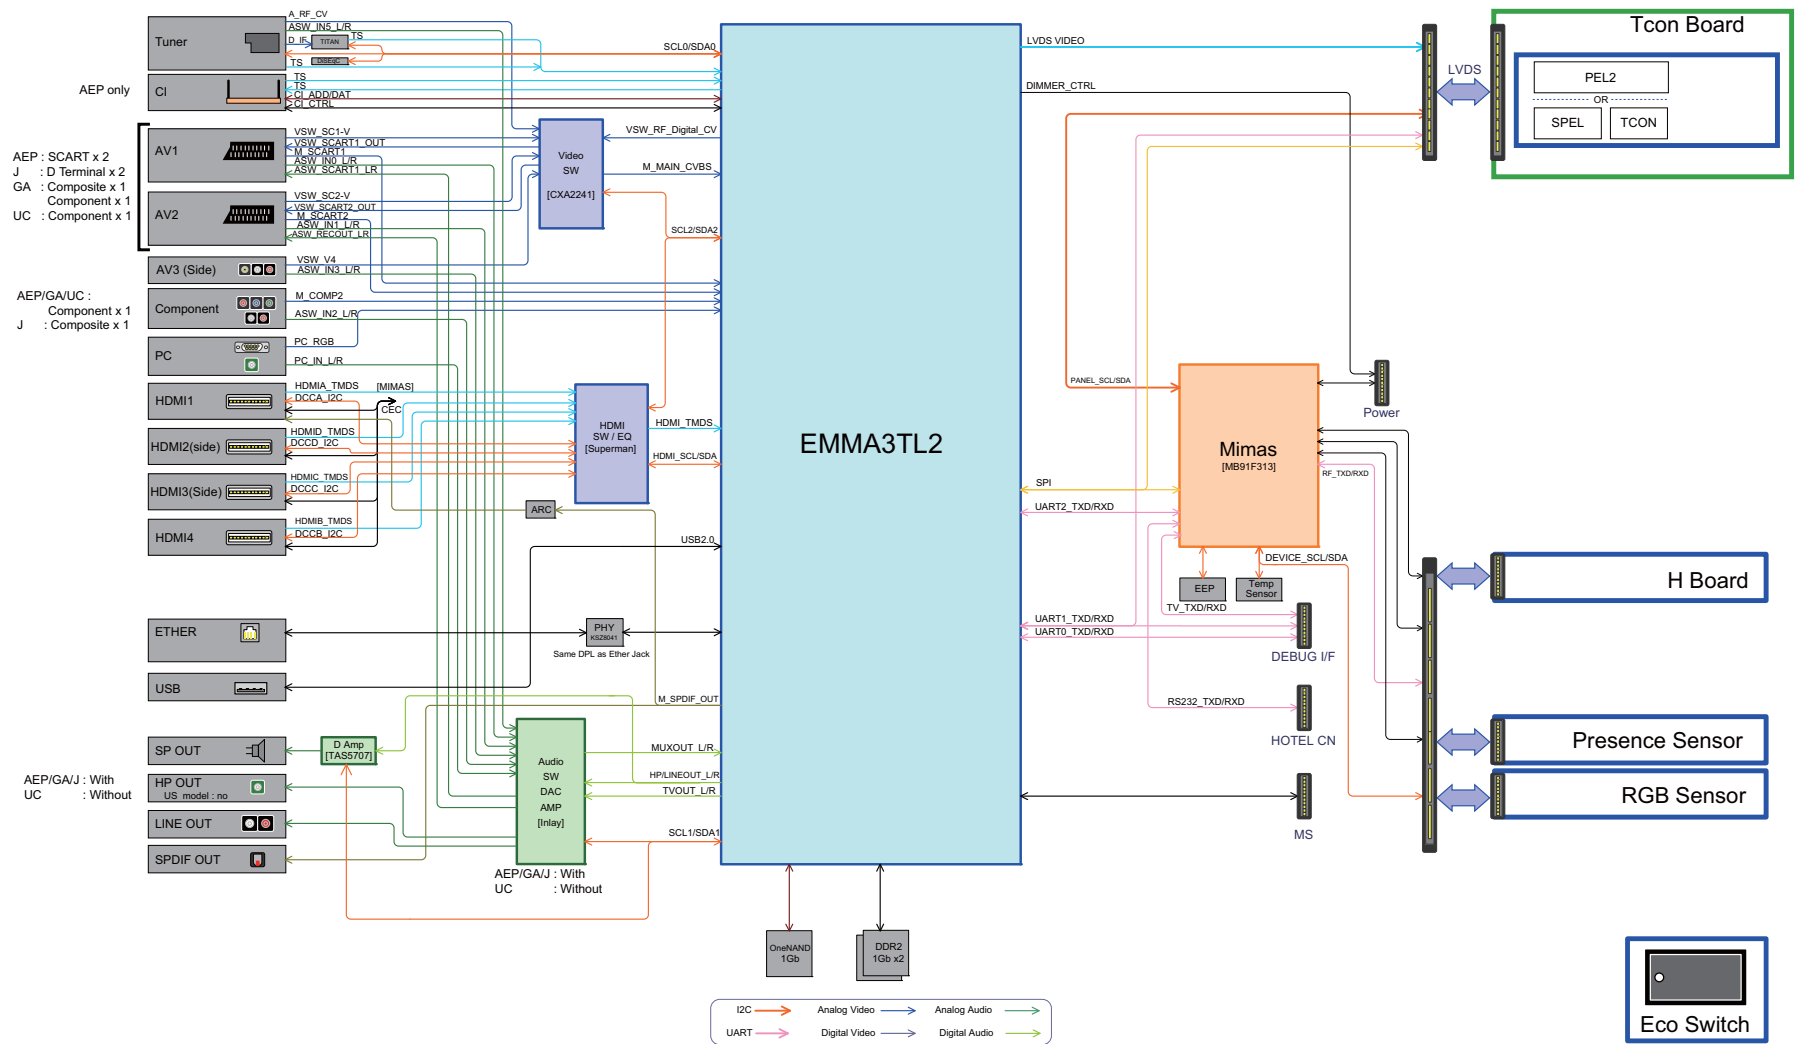 Tuner
A_RF_CV
ASW_IN5_L/R
D_IF
TITAN
TS
DiSEqC
TS
SCL0/SDA0
AEP only
CI
TS
TS
CI_ADD/DAT
CI_CTRL
AEP : SCART x 2
J : D Terminal x 2
GA : Composite x 1
Component x 1
UC : Component x 1
AV1
VSW_SC1-V
VSW_SCART1_OUT
M_SCART1
ASW_IN0_L/R
ASW_SCART1_LR
AV2
VSW_SC2-V
VSW_SCART2_OUT
M_SCART2
ASW_IN1_L/R
ASW_RECOUT_LR
Video
SW
[CXA2241]
VSW_RF_Digital_CV
M_MAIN_CVBS
SCL2/SDA2
AV3 (Side)
VSW_V4
ASW_IN3_L/R
AEP/GA/UC :
Component x 1
J : Composite x 1
Component
M_COMP2
ASW_IN2_L/R
PC
PC_RGB
PC_IN_L/R
HDMI1
HDMIA_TMDS
[MIMAS]
DCCA_I2C
CEC
HDMI2(side)
HDMID_TMDS
DCCD_I2C
HDMI3(Side)
HDMIC_TMDS
DCCC_I2C
HDMI4
HDMIB_TMDS
DCCB_I2C
HDMI
SW / EQ
[Superman]
HDMI_TMDS
HDMI_SCL/SDA
ARC
USB2.0
ETHER
PHY
KSZ8041
Same DPL as Ether Jack
USB
M_SPDIF_OUT
SP OUT
D Amp
[TAS5707]
AEP/GA/J : With
UC : Without
HP OUT
US model : no
LINE OUT
SPDIF OUT
Audio
SW
DAC
AMP
[Inlay]
MUXOUT_L/R
HP/LINEOUT_L/R
TVOUT_L/R
SCL1/SDA1
AEP/GA/J : With
UC : Without
EMMA3TL2
OneNAND
1Gb
DDR2
1Gb x2
LVDS VIDEO
DIMMER_CTRL
PANEL_SCL/SDA
SPI
UART2_TXD/RXD
UART1_TXD/RXD
UART0_TXD/RXD
Mimas
[MB91F313]
RF_TXD/RXD
Power
EEP
Temp
Sensor
DEVICE_SCL/SDA
TV_TXD/RXD
DEBUG I/F
RS232_TXD/RXD
HOTEL CN
MS
LVDS
Tcon Board
PEL2
OR
SPEL
TCON
H Board
Presence Sensor
RGB Sensor
Eco Switch
I2C
Analog Video
Analog Audio
UART
Digital Video
Digital Audio